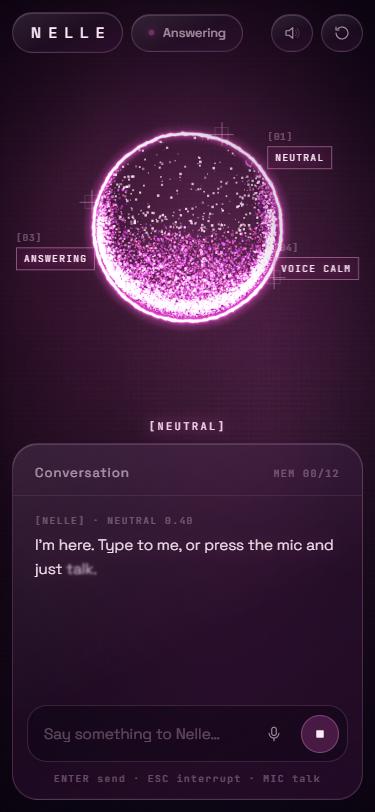 NELLE
Answering
[01]
NEUTRAL
[03]
ANSWERING
04]
VOICE CALM
[NEUTRAL]
Conversation
MEM 00/12
[NELLE] · NEUTRAL 0.40
I'm here. Type to me, or press the mic and
just talk.
Say something to Nelle…
ENTER send · ESC interrupt · MIC talk